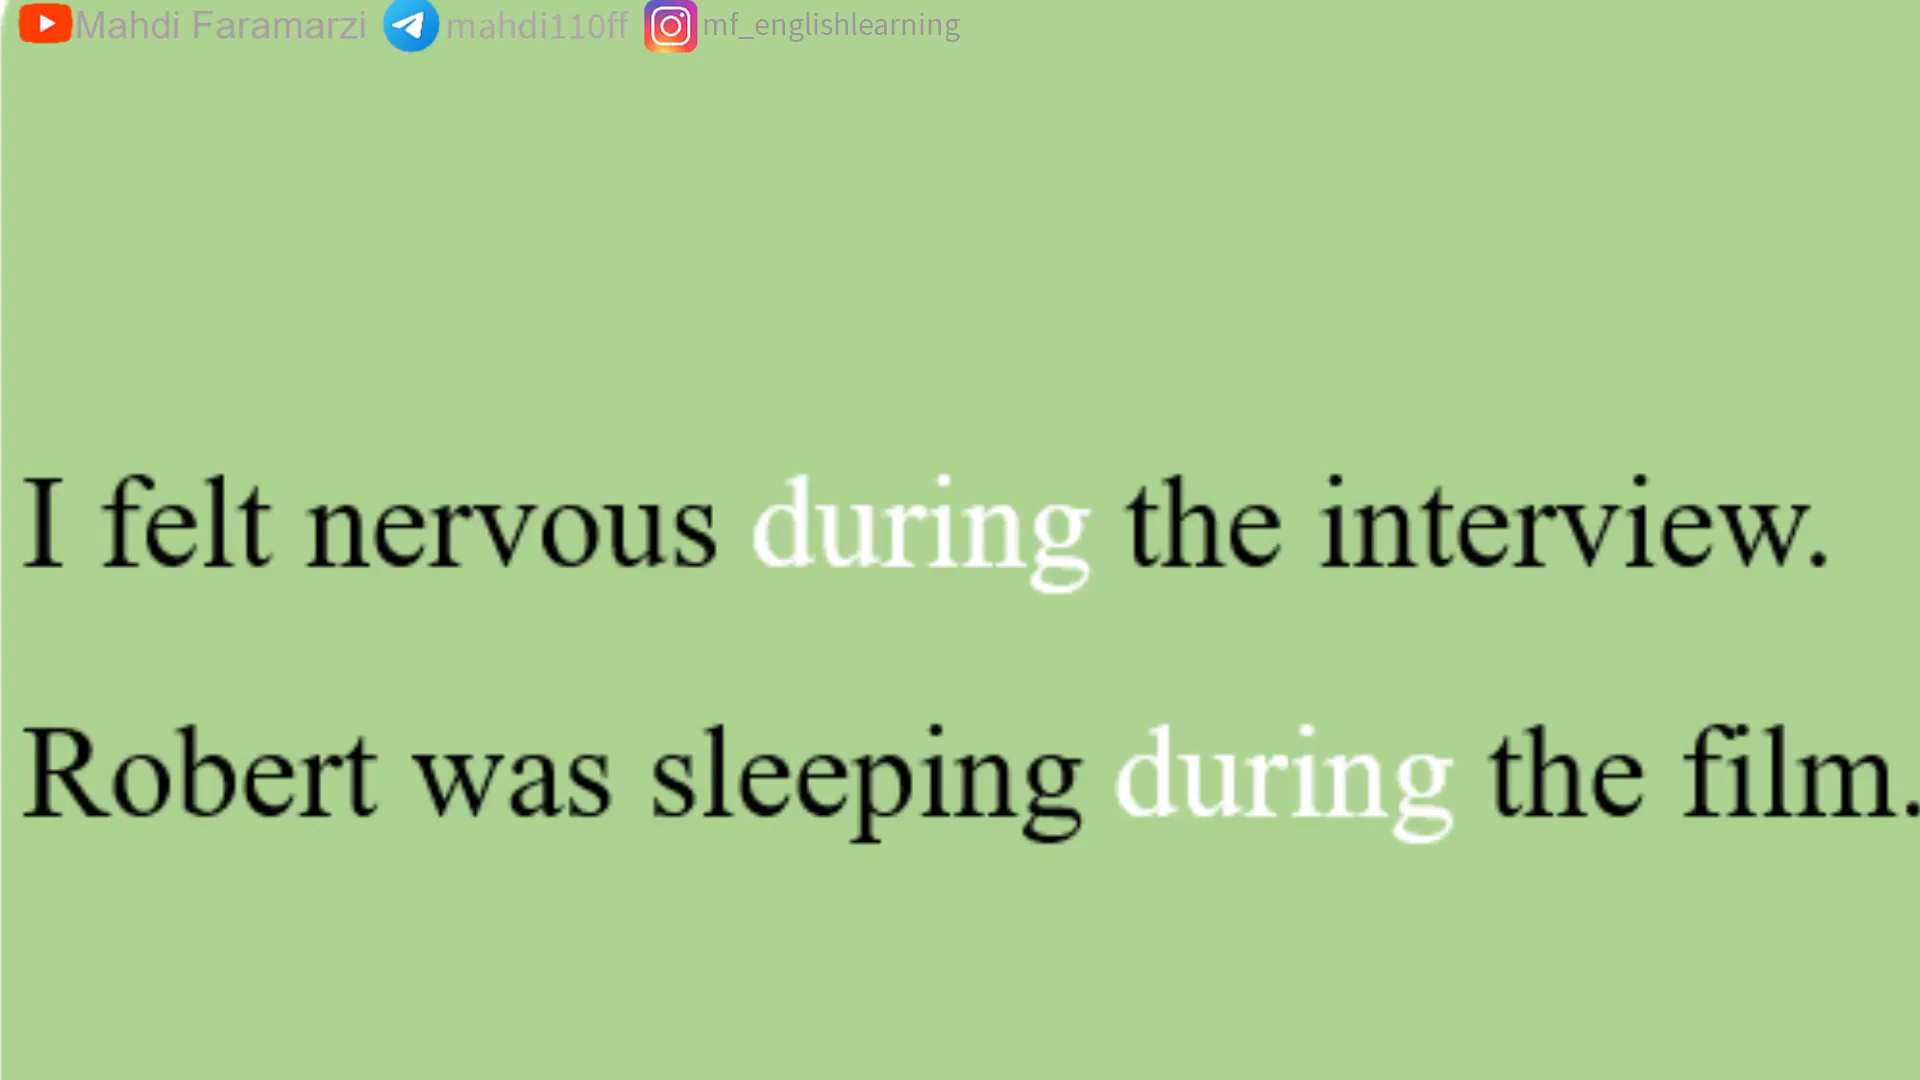 Mahdi Faramarzi mahdi110ff mf_englishlearning
I felt nervous during the interview.
Robert was sleeping during the film.